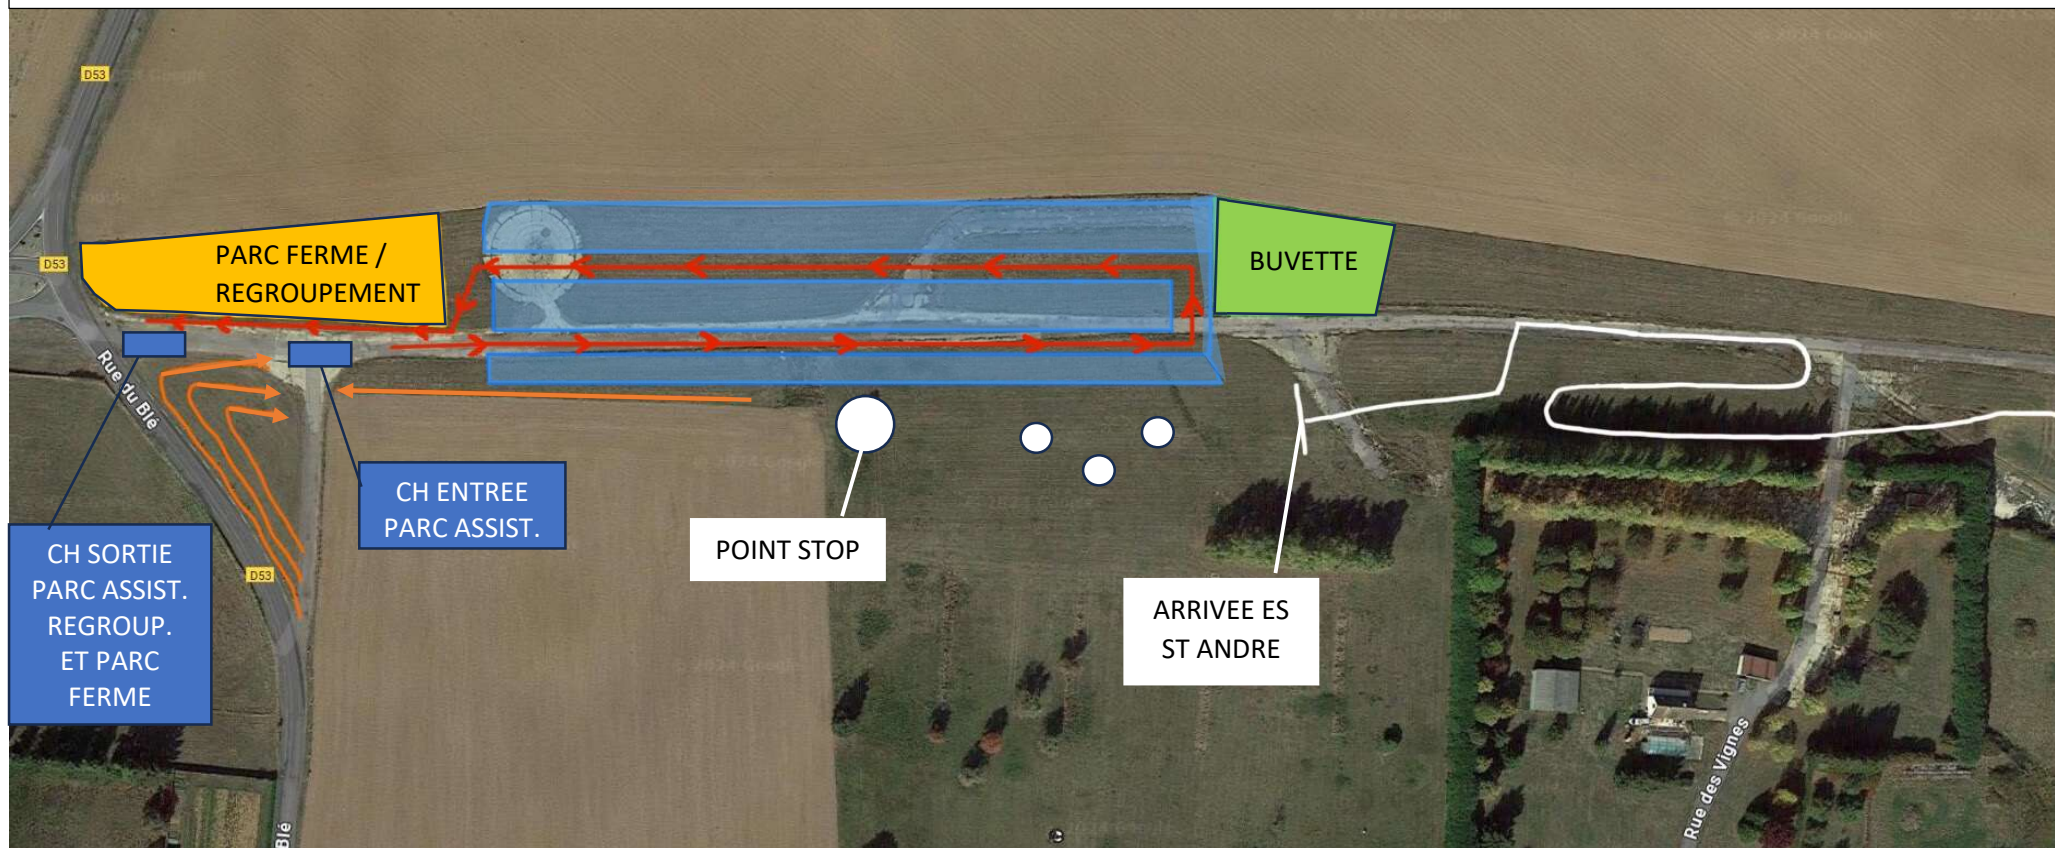 D53
PARC FERME /
REGROUPEMENT
BUVETTE
D53
Rue du Blé
CH ENTREE
PARC ASSIST.
CH SORTIE
PARC ASSIST.
REGROUP.
ET PARC
FERME
D53
POINT STOP
ARRIVEE ES
ST ANDRE
Rue des Vignes
Blé